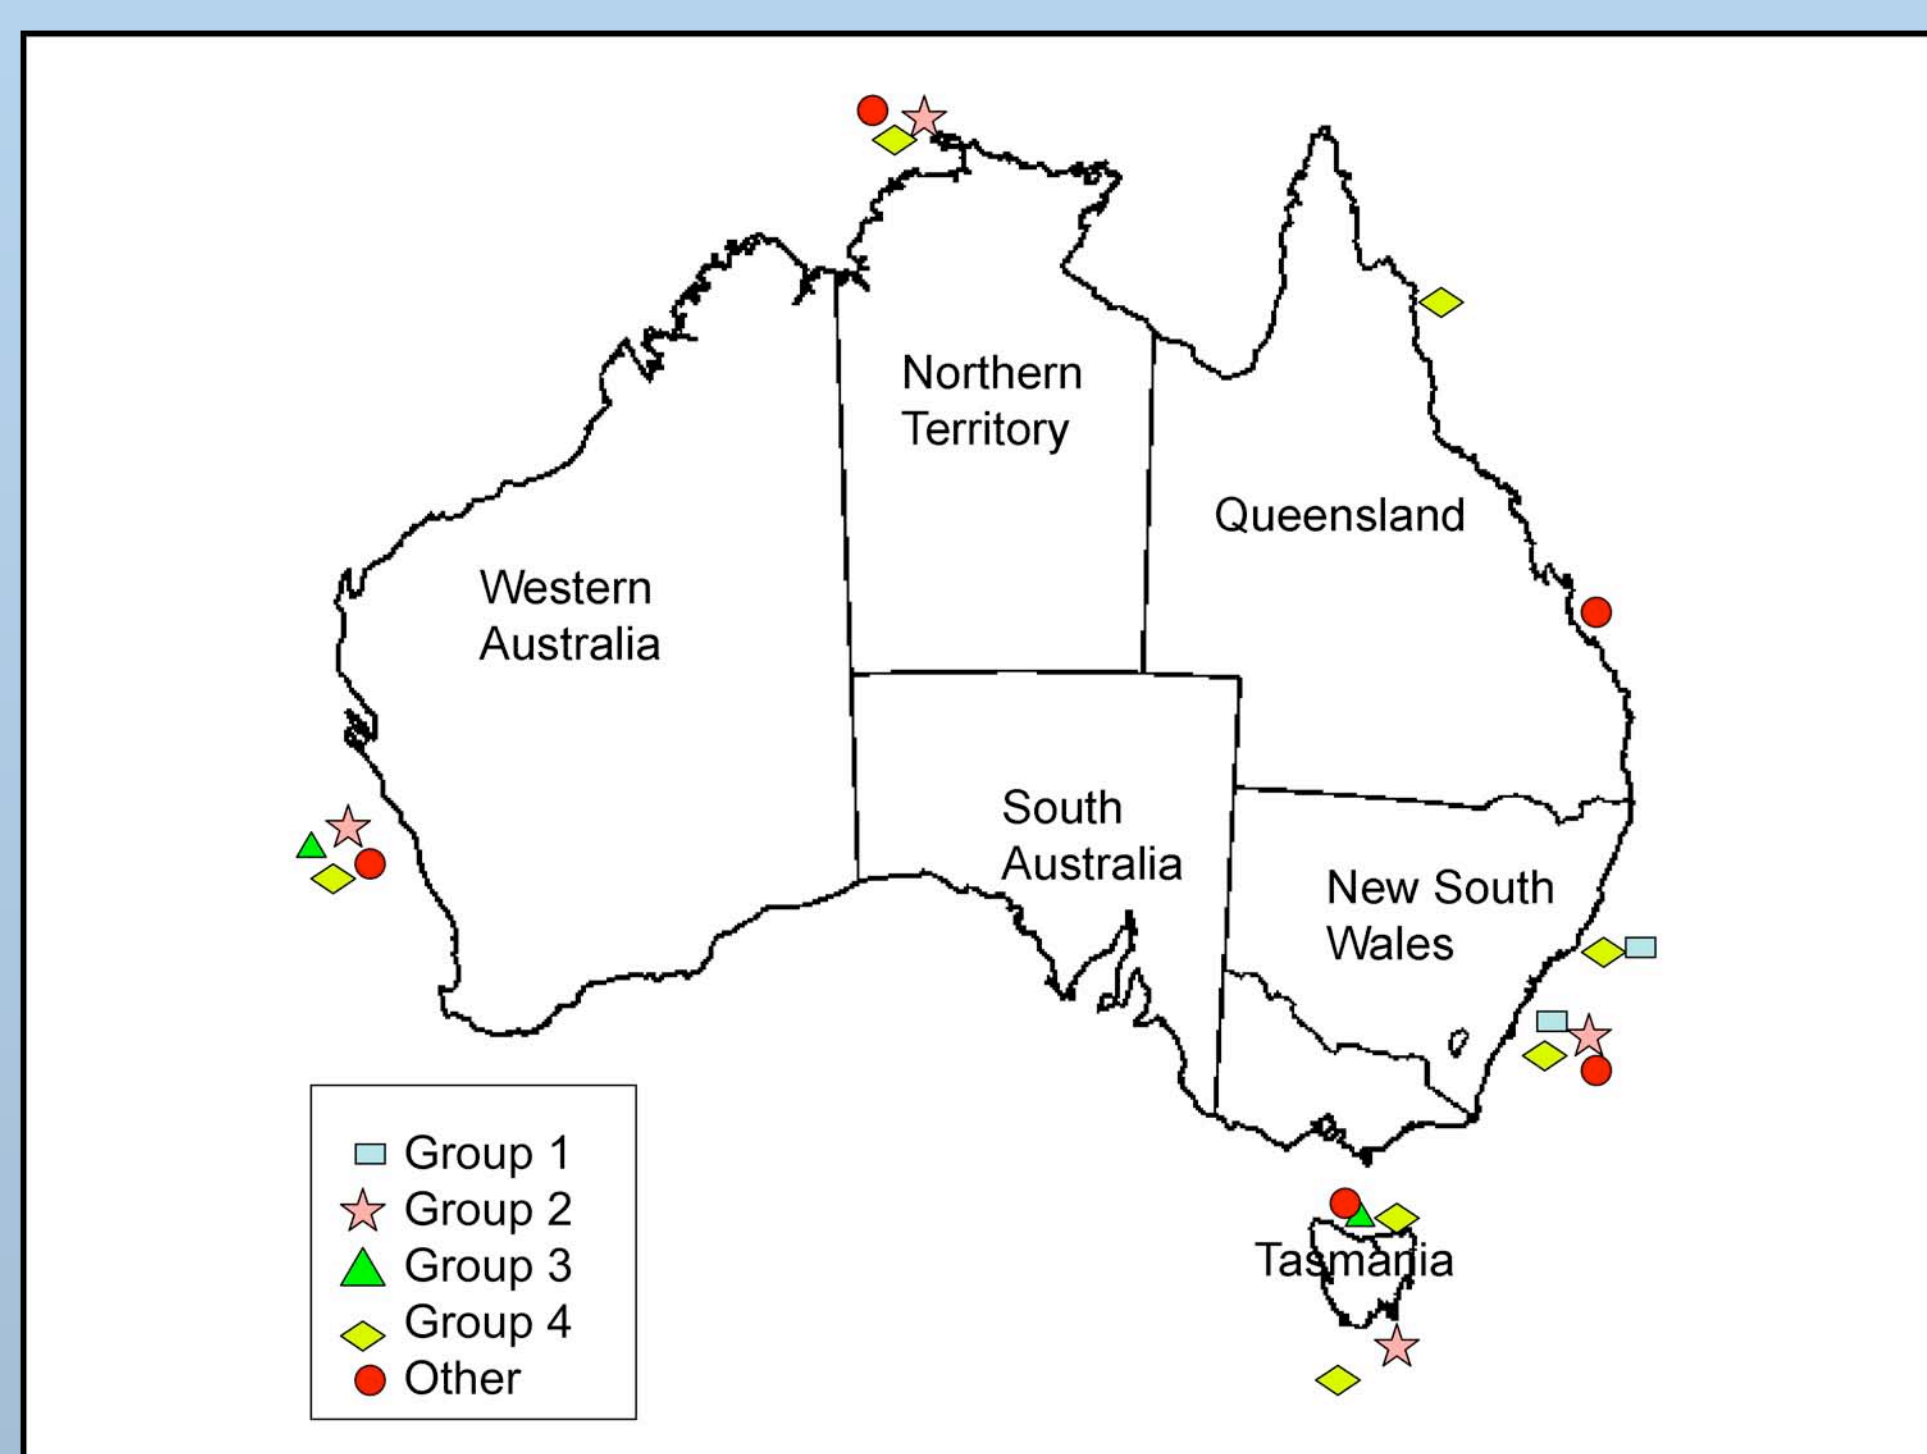 Northern
Territory
Queensland
Western
Australia
South
Australia
New South
Wales
Tasmania
Group 1
Group 2
Group 3
Group 4
Other